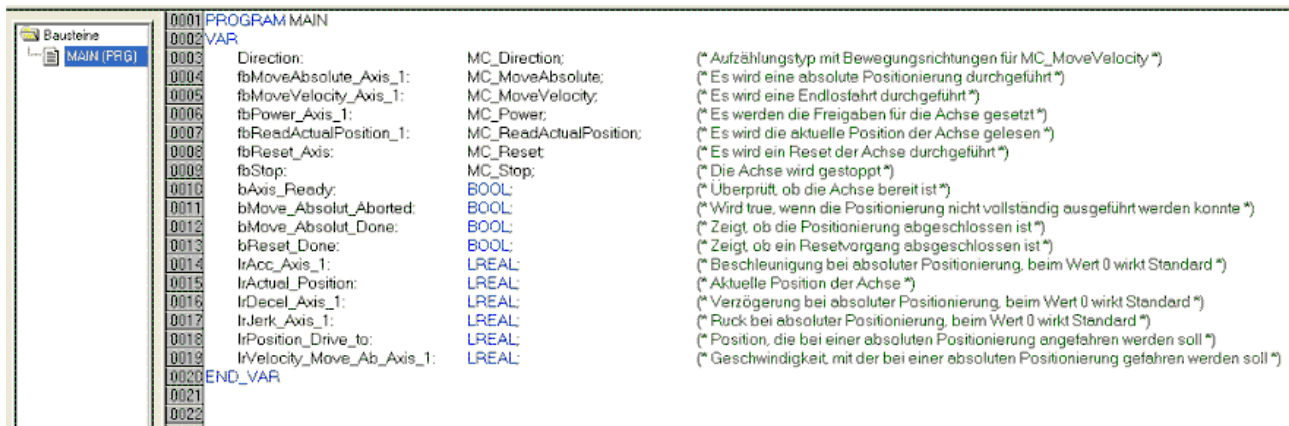 Bausteine
MAIN (PRG)
0001 PROGRAM MAIN
0002 VAR
0003 Direction: MC_Direction; (* Aufzählungstyp mit Bewegungsrichtungen für MC_MoveVelocity *)
0004 fbMoveAbsolute_Axis_1: MC_MoveAbsolute; (* Es wird eine absolute Positionierung durchgeführt *)
0005 fbMoveVelocity_Axis_1: MC_MoveVelocity; (* Es wird eine Endlosfahrt durchgeführt *)
0006 fbPower_Axis_1: MC_Power; (* Es werden die Freigaben für die Achse gesetzt *)
0007 fbReadActualPosition_1: MC_ReadActualPosition; (* Es wird die aktuelle Position der Achse gelesen *)
0008 fbReset_Axis: MC_Reset; (* Es wird ein Reset der Achse durchgeführt *)
0009 fbStop: MC_Stop; (* Die Achse wird gestoppt *)
0010 bAxis_Ready: BOOL; (* Überprüft, ob die Achse bereit ist *)
0011 bMove_Absolut_Aborted: BOOL; (* Wird true, wenn die Positionierung nicht vollständig ausgeführt werden konnte *)
0012 bMove_Absolut_Done: BOOL; (* Zeigt, ob die Positionierung abgeschlossen ist *)
0013 bReset_Done: BOOL; (* Zeigt, ob ein Resetvorgang absgeschlossen ist *)
0014 lrAcc_Axis_1: LREAL; (* Beschleunigung bei absoluter Positionierung, beim Wert 0 wirkt Standard *)
0015 lrActual_Position: LREAL; (* Aktuelle Position der Achse *)
0016 lrDecel_Axis_1: LREAL; (* Verzögerung bei absoluter Positionierung, beim Wert 0 wirkt Standard *)
0017 lrJerk_Axis_1: LREAL; (* Ruck bei absoluter Positionierung, beim Wert 0 wirkt Standard *)
0018 lrPosition_Drive_to: LREAL; (* Position, die bei einer absoluten Positionierung angefahren werden soll *)
0019 lrVelocity_Move_Ab_Axis_1: LREAL; (* Geschwindigkeit, mit der bei einer absoluten Positionierung gefahren werden soll *)
0020 END_VAR
0021
0022